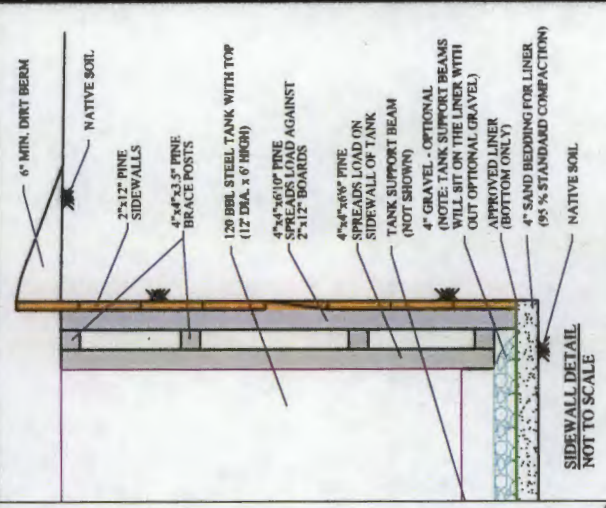 6" MIN. DIRT BERM
NATIVE SOIL
2"x12" PINE
SIDEWALLS
4"x4"x3.5" PINE
BRACE POSTS
120 BBL STEEL TANK WITH TOP
(12' DIA. x 6' HIGH)
4"x4"x6'10" PINE
SPREADS LOAD AGAINST
2"x12" BOARDS
4"x4"x6'6" PINE
SPREADS LOAD ON
SIDEWALL OF TANK
TANK SUPPORT BEAM
(NOT SHOWN)
4" GRAVEL - OPTIONAL
(NOTE: TANK SUPPORT BEAMS
WILL SIT ON THE LINER WITH
OUT OPTIONAL GRAVEL)
APPROVED LINER
(BOTTOM ONLY)
4" SAND BEDDING FOR LINER
(95 % STANDARD COMPACTION)
NATIVE SOIL
SIDEWALL DETAIL
NOT TO SCALE